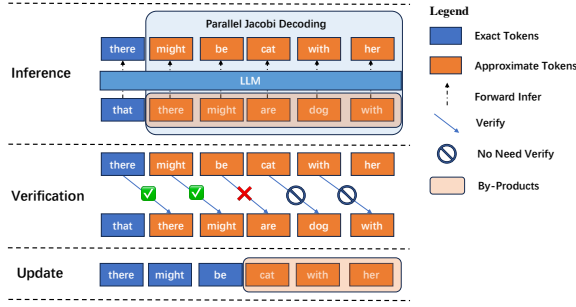 Parallel Jacobi Decoding
there might be cat with her
Inference
LLM
that there might are dog with
there might be cat with her
Verification
that there might are dog with
Update
there might be cat with her
Legend
Exact Tokens
Approximate Tokens
Forward Infer
Verify
No Need Verify
By-Products